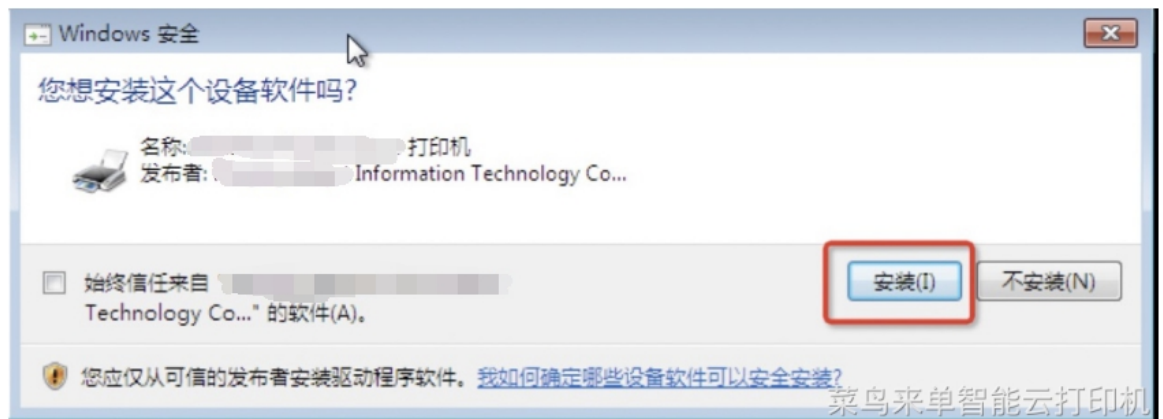 Windows 安全
您想安装这个设备软件吗?
名称: 打印机
发布者: Information Technology Co...
始终信任来自
Technology Co..." 的软件(A)。
安装(I)
不安装(N)
您应仅从可信的发布者安装驱动程序软件。我如何确定哪些设备软件可以安全安装?
菜鸟来单智能云打印机